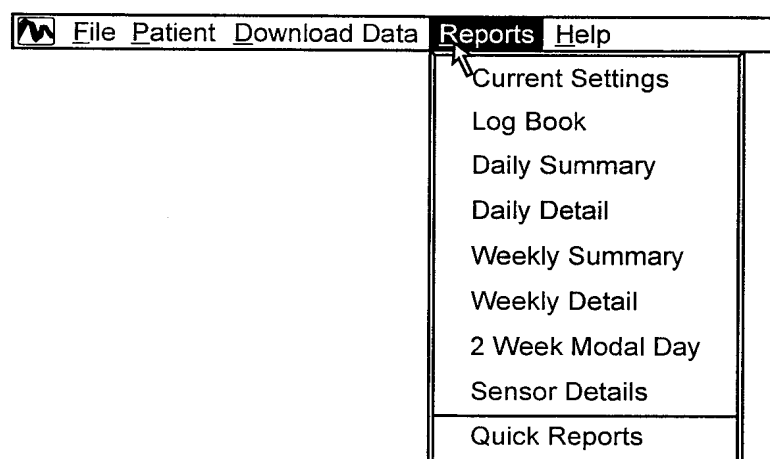 File Patient Download Data Reports Help
Current Settings
Log Book
Daily Summary
Daily Detail
Weekly Summary
Weekly Detail
2 Week Modal Day
Sensor Details
Quick Reports